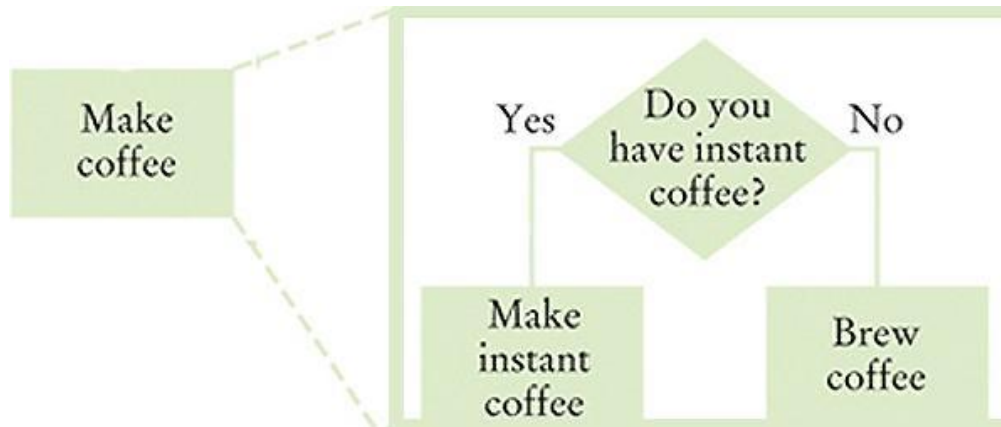 Make
coffee
Yes
Do you
have instant
coffee?
No
Make
instant
coffee
Brew
coffee